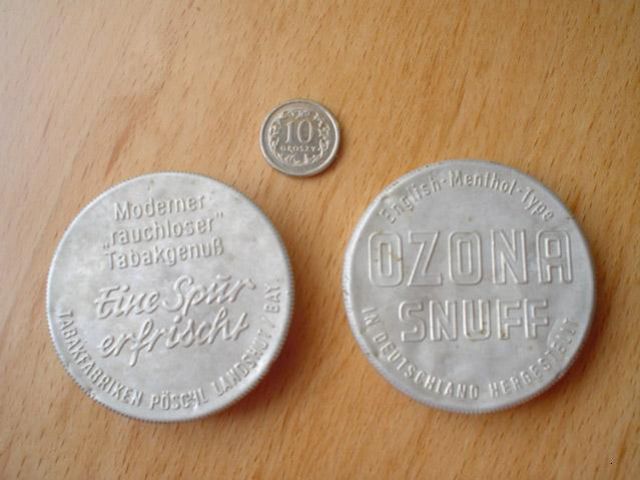 10
GROSZY
Moderner
„rauchloser"
Tabakgenuß
Eine Spur
erfrischt
TABAKFABRIKEN PÖSCHL LANDSHUT / BAY.
English-Menthol-Type
OZONA
SNUFF
IN DEUTSCHLAND HERGESTELLT